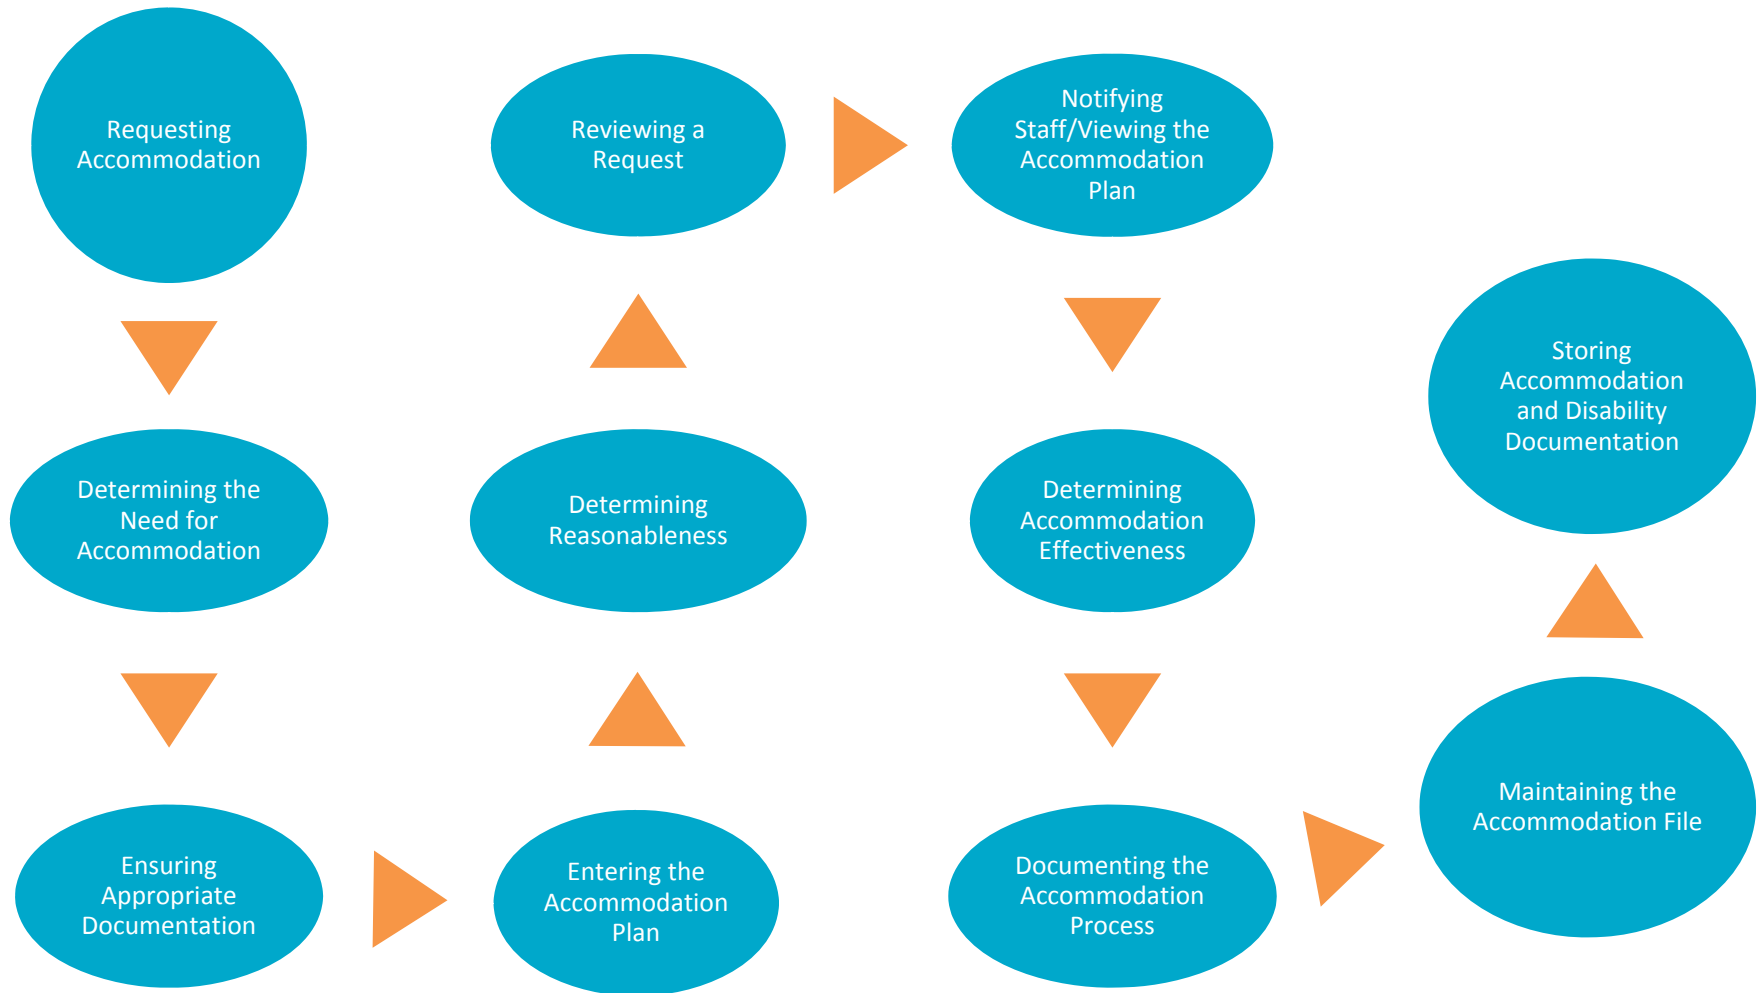 Requesting
Accommodation
Determining the
Need for
Accommodation
Ensuring
Appropriate
Documentation
Entering the
Accommodation
Plan
Determining
Reasonableness
Reviewing a
Request
Notifying
Staff/Viewing the
Accommodation
Plan
Determining
Accommodation
Effectiveness
Documenting the
Accommodation
Process
Maintaining the
Accommodation File
Storing
Accommodation
and Disability
Documentation